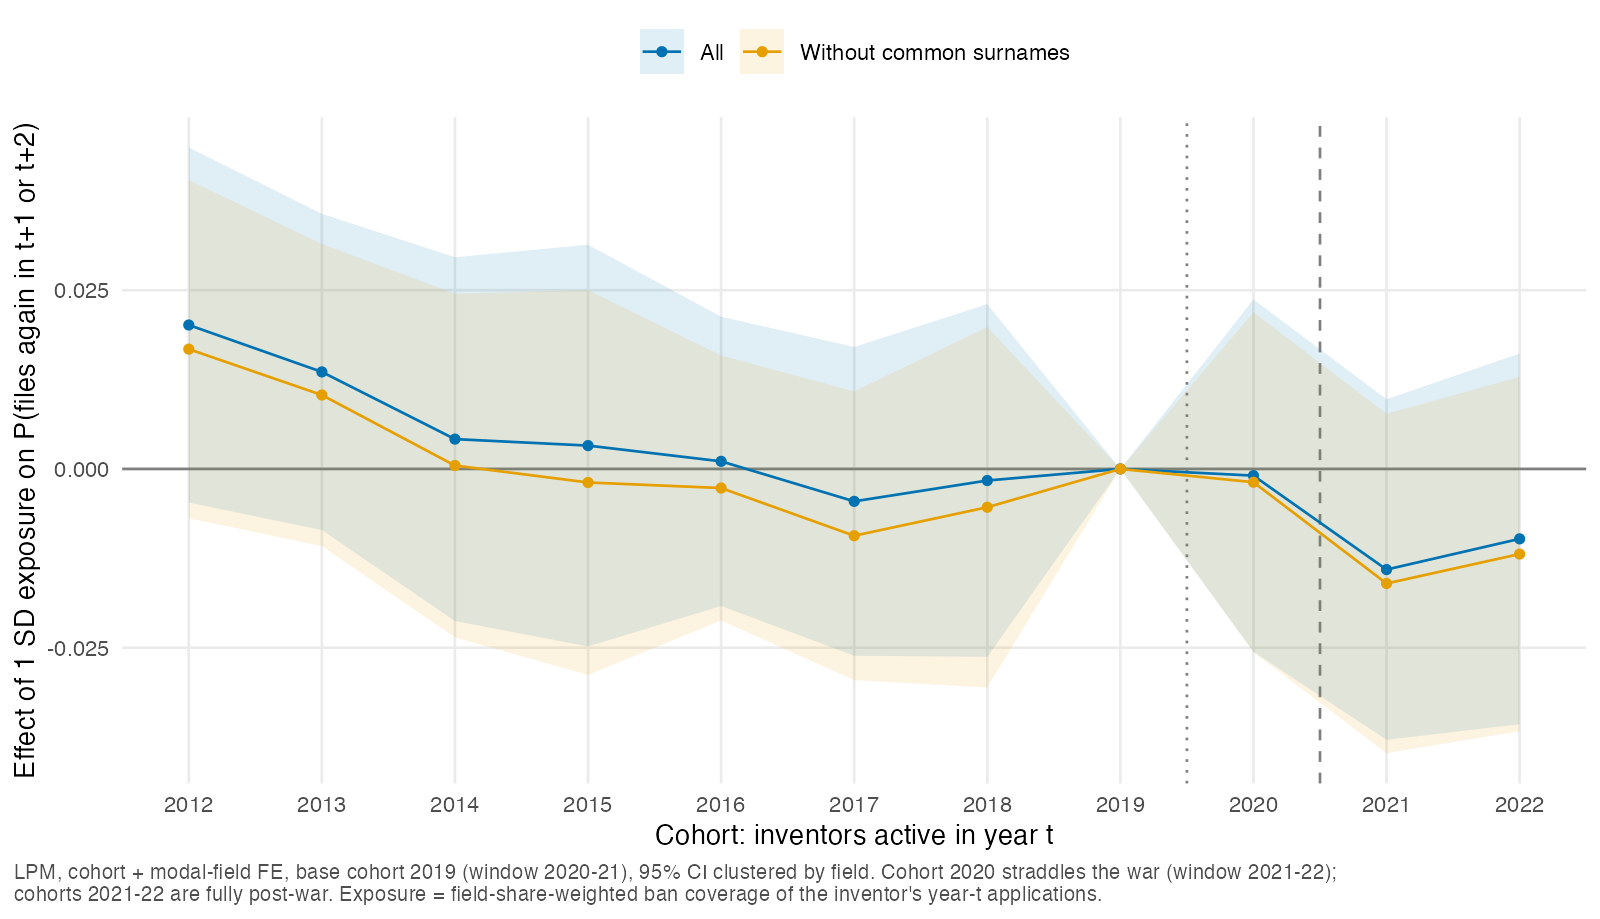 All
Without common surnames
Effect of 1 SD exposure on P(files again in t+1 or t+2)
0.025
0.000
-0.025
2012 2013 2014 2015 2016 2017 2018 2019 2020 2021 2022
Cohort: inventors active in year t
LPM, cohort + modal-field FE, base cohort 2019 (window 2020-21), 95% CI clustered by field. Cohort 2020 straddles the war (window 2021-22);
cohorts 2021-22 are fully post-war. Exposure = field-share-weighted ban coverage of the inventor's year-t applications.